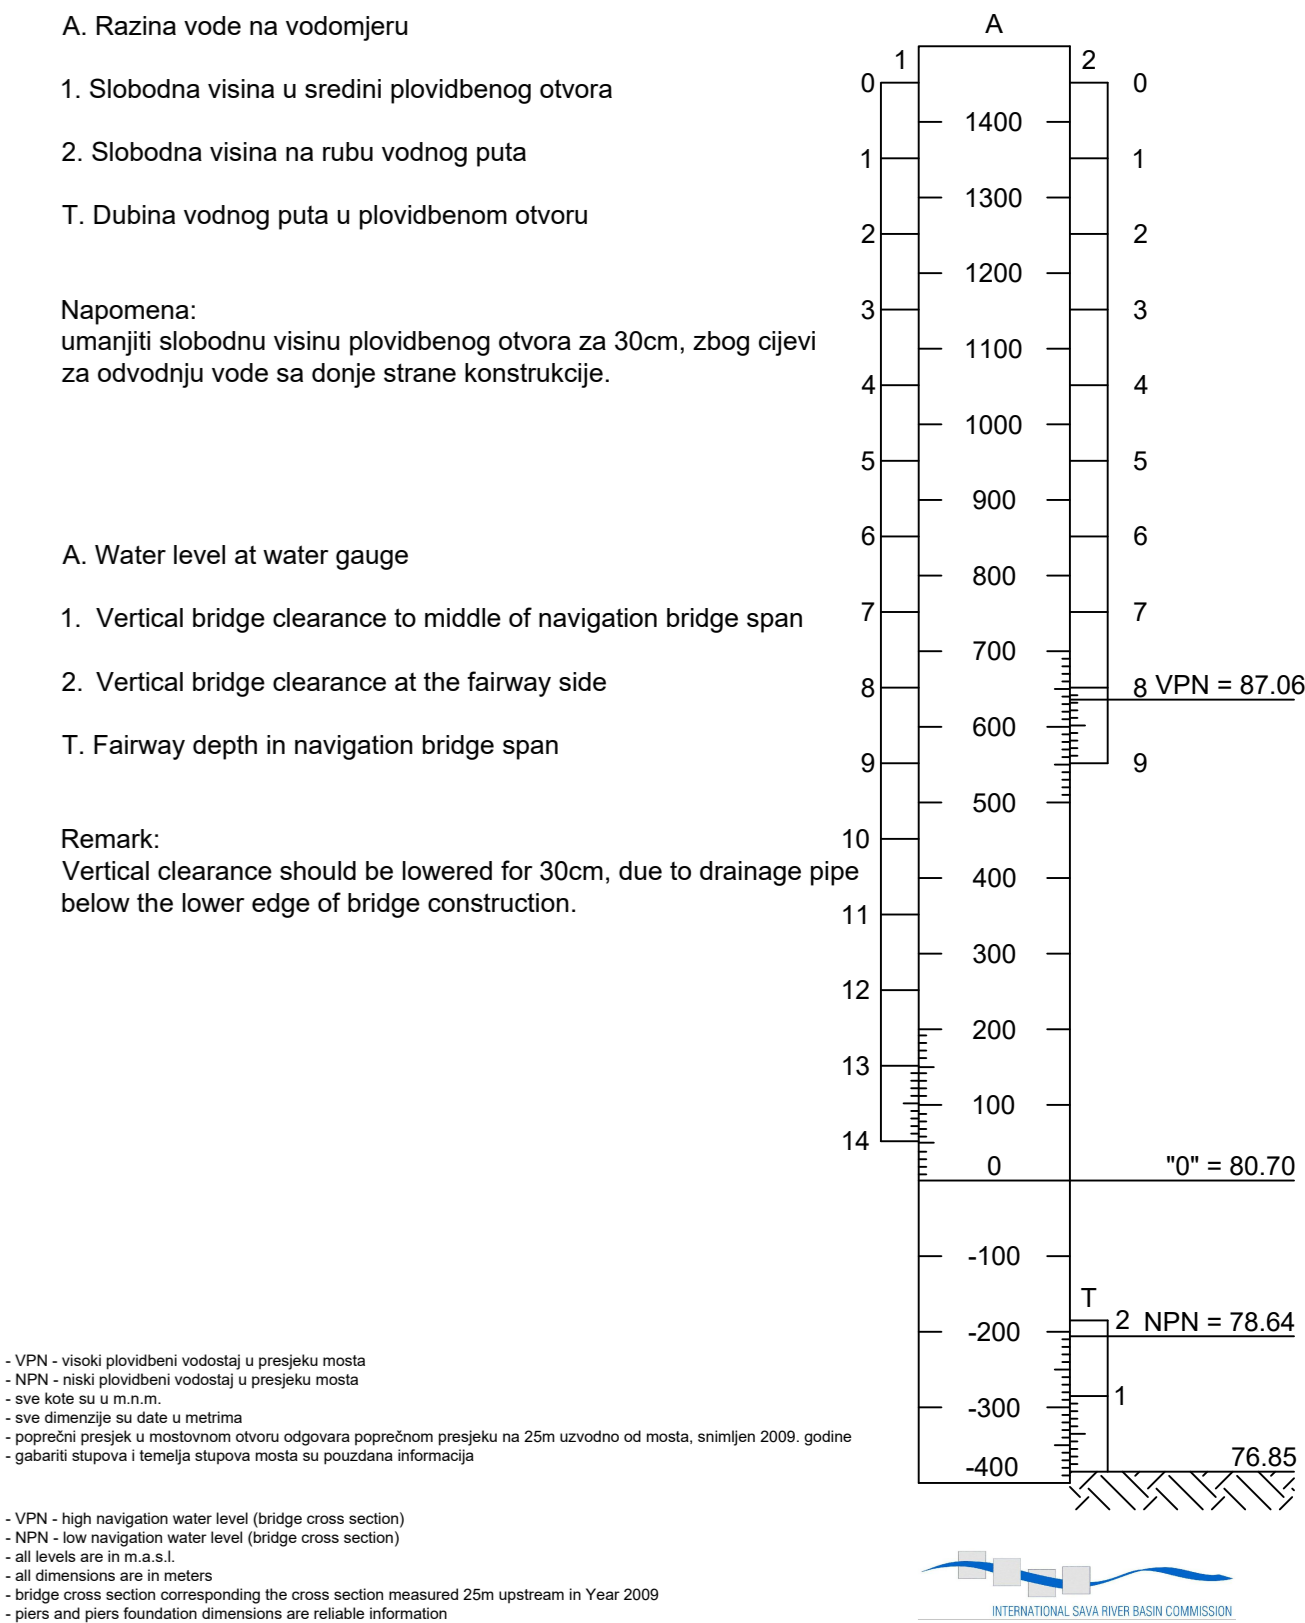 A. Razina vode na vodomjeru
1. Slobodna visina u sredini plovidbenog otvora
2. Slobodna visina na rubu vodnog puta
T. Dubina vodnog puta u plovidbenom otvoru
Napomena:
umanjiti slobodnu visinu plovidbenog otvora za 30cm, zbog cijevi
za odvodnju vode sa donje strane konstrukcije.
A. Water level at water gauge
1. Vertical bridge clearance to middle of navigation bridge span
2. Vertical bridge clearance at the fairway side
T. Fairway depth in navigation bridge span
Remark:
Vertical clearance should be lowered for 30cm, due to drainage pipe
below the lower edge of bridge construction.
- VPN - visoki plovidbeni vodostaj u presjeku mosta
- NPN - niski plovidbeni vodostaj u presjeku mosta
- sve kote su u m.n.m.
- sve dimenzije su date u metrima
- poprečni presjek u mostovnom otvoru odgovara poprečnom presjeku na 25m uzvodno od mosta, snimljen 2009. godine
- gabariti stupova i temelja stupova mosta su pouzdana informacija
- VPN - high navigation water level (bridge cross section)
- NPN - low navigation water level (bridge cross section)
- all levels are in m.a.s.l.
- all dimensions are in meters
- bridge cross section corresponding the cross section measured 25m upstream in Year 2009
- piers and piers foundation dimensions are reliable information
A
1
2
0
1
2
3
4
5
6
7
8
9
10
11
12
13
14
1400
1300
1200
1100
1000
900
800
700
600
500
400
300
200
100
0
-100
-200
-300
-400
0
1
2
3
4
5
6
7
8
9
VPN = 87.06
"0" = 80.70
T
2
NPN = 78.64
1
76.85
INTERNATIONAL SAVA RIVER BASIN COMMISSION